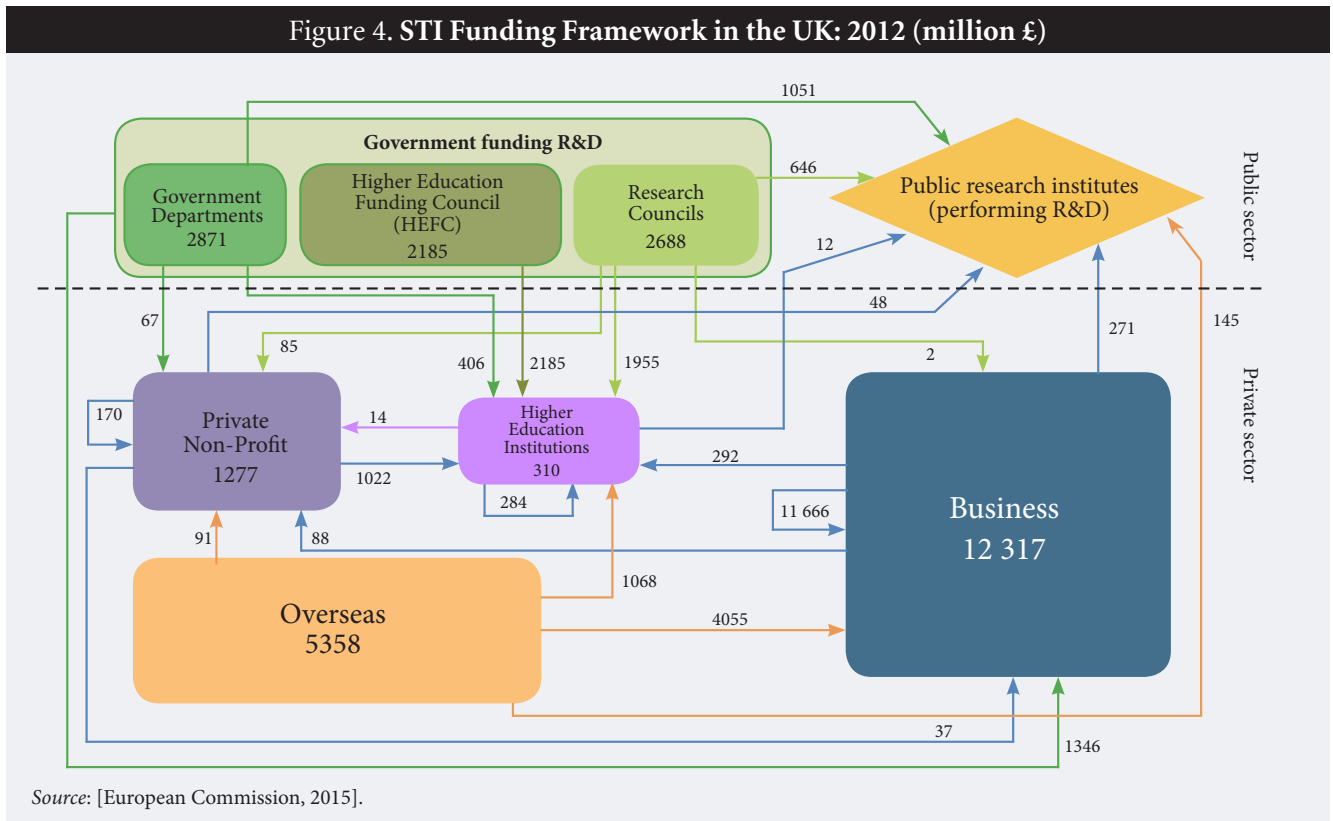 Figure 4. STI Funding Framework in the UK: 2012 (million £)
1051
Government funding R&D
Government
Departments
2871
Higher Education
Funding Council
(HEFC)
2185
Research
Councils
2688
646
Public research institutes
(performing R&D)
Public sector
12
48
67
85
406
2185
1955
2
271
145
Private sector
170
Private
Non-Profit
1277
14
1022
Higher
Education
Institutions
310
284
292
11 666
Business
12 317
91
88
1068
Overseas
5358
4055
37
1346
Source: [European Commission, 2015].